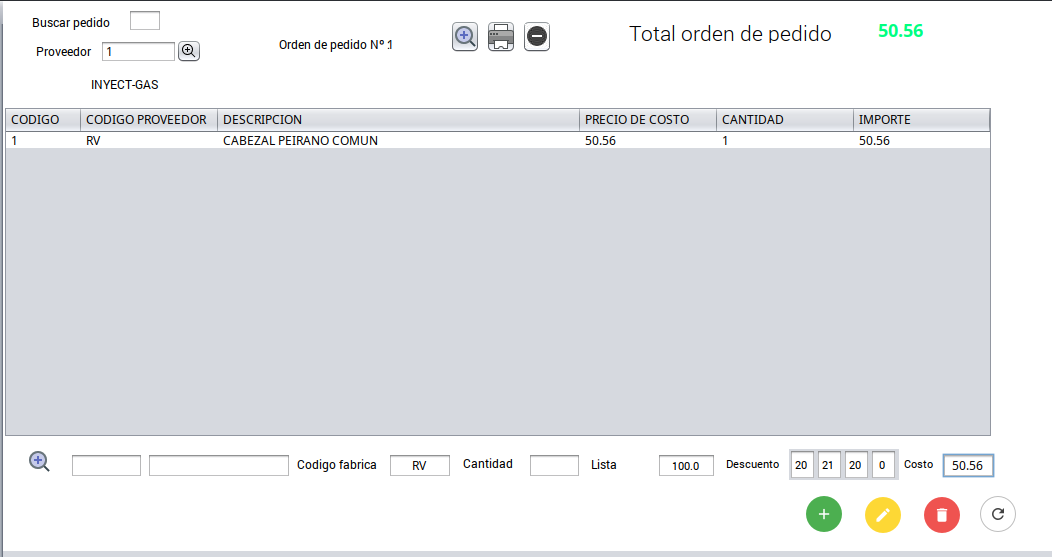 Buscar pedido
Proveedor 1
Orden de pedido Nº 1
Total orden de pedido 50.56
INYECT-GAS
CODIGO CODIGO PROVEEDOR DESCRIPCION PRECIO DE COSTO CANTIDAD IMPORTE
1 RV CABEZAL PEIRANO COMUN 50.56 1 50.56
Codigo fabrica RV Cantidad Lista 100.0 Descuento 20 21 20 0 Costo 50.56